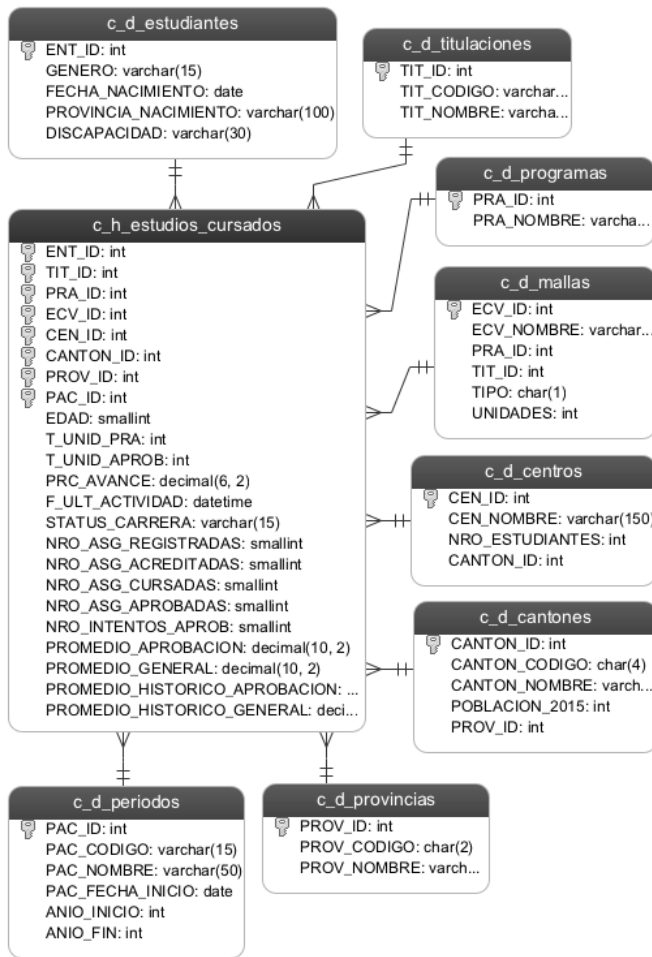 c_d_estudiantes
ENT_ID: int
GENERO: varchar(15)
FECHA_NACIMIENTO: date
PROVINCIA_NACIMIENTO: varchar(100)
DISCAPACIDAD: varchar(30)
c_d_titulaciones
TIT_ID: int
TIT_CODIGO: varchar...
TIT_NOMBRE: varcha...
c_d_programas
PRA_ID: int
PRA_NOMBRE: varcha...
c_h_estudios_cursados
ENT_ID: int
TIT_ID: int
PRA_ID: int
ECV_ID: int
CEN_ID: int
CANTON_ID: int
PROV_ID: int
PAC_ID: int
EDAD: smallint
T_UNID_PRA: int
T_UNID_APROB: int
PRC_AVANCE: decimal(6, 2)
F_ULT_ACTIVIDAD: datetime
STATUS_CARRERA: varchar(15)
NRO_ASG_REGISTRADAS: smallint
NRO_ASG_ACREDITADAS: smallint
NRO_ASG_CURSADAS: smallint
NRO_ASG_APROBADAS: smallint
NRO_INTENTOS_APROB: smallint
PROMEDIO_APROBACION: decimal(10, 2)
PROMEDIO_GENERAL: decimal(10, 2)
PROMEDIO_HISTORICO_APROBACION: ...
PROMEDIO_HISTORICO_GENERAL: deci...
c_d_mallas
ECV_ID: int
ECV_NOMBRE: varchar...
PRA_ID: int
TIT_ID: int
TIPO: char(1)
UNIDADES: int
c_d_centros
CEN_ID: int
CEN_NOMBRE: varchar(150)
NRO_ESTUDIANTES: int
CANTON_ID: int
c_d_cantones
CANTON_ID: int
CANTON_CODIGO: char(4)
CANTON_NOMBRE: varch...
POBLACION_2015: int
PROV_ID: int
c_d_periodos
PAC_ID: int
PAC_CODIGO: varchar(15)
PAC_NOMBRE: varchar(50)
PAC_FECHA_INICIO: date
ANIO_INICIO: int
ANIO_FIN: int
c_d_provincias
PROV_ID: int
PROV_CODIGO: char(2)
PROV_NOMBRE: varch...